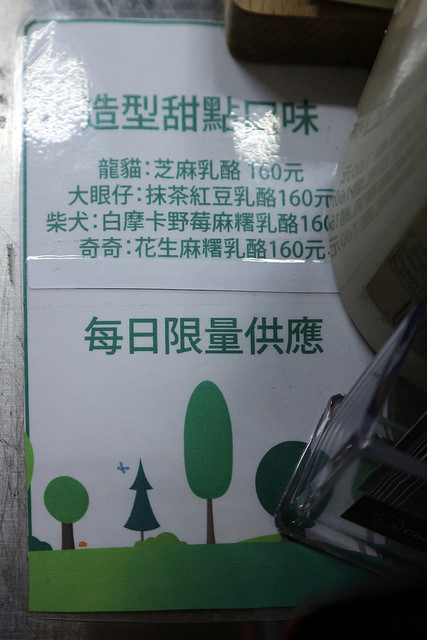 造型甜點口味
龍貓：芝麻乳酪 160元
大眼仔：抹茶紅豆乳酪160元
柴犬：白摩卡野莓麻糬乳酪160
奇奇：花生麻糬乳酪160元
每日限量供應